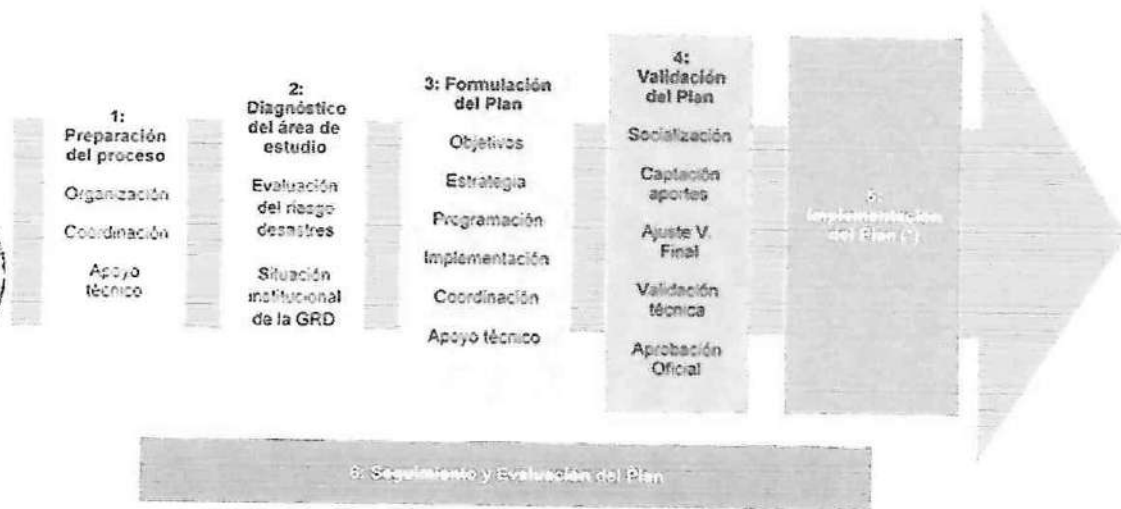 1:
Preparación
del proceso
Organización
Coordinación
Apoyo
técnico
2:
Diagnóstico
del área de
estudio
Evaluación
del riesgo
desastres
Situación
institucional
de la GRD
3: Formulación
del Plan
Objetivos
Estrategia
Programación
Implementación
Coordinación
Apoyo técnico
4:
Validación
del Plan
Socialización
Captación
aportes
Ajuste V.
Final
Validación
técnica
Aprobación
Oficial
5:
Implementación
del Plan (*)
6: Seguimiento y Evaluación del Plan